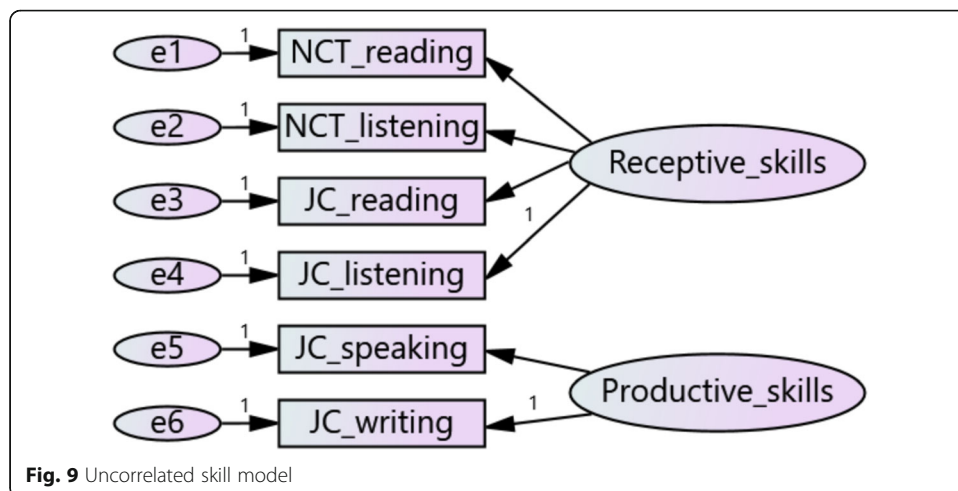 e1 1 NCT_reading
e2 1 NCT_listening
Receptive_skills
e3 1 JC_reading
1
e4 1 JC_listening
e5 1 JC_speaking
Productive_skills
e6 1 JC_writing 1
Fig. 9 Uncorrelated skill model